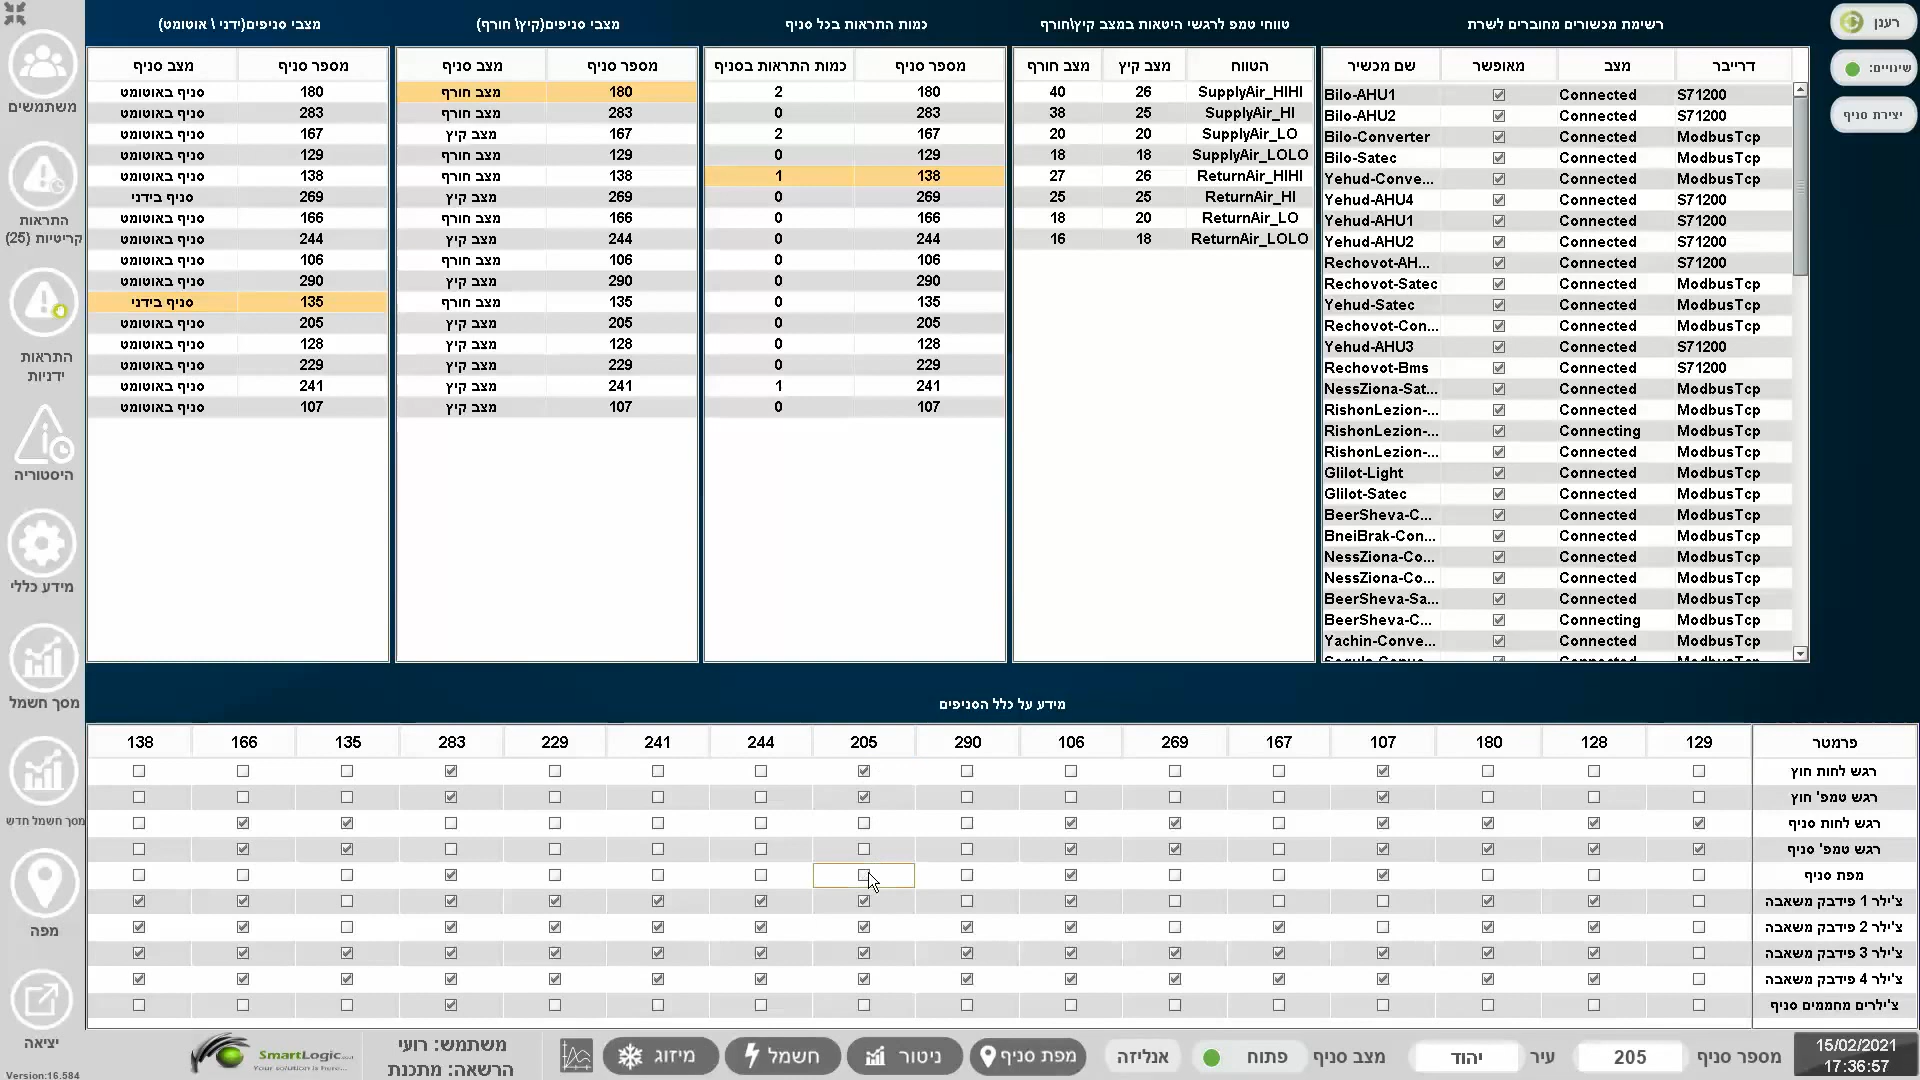 רשימת מכשורים מחוברים לשרת
טווחי טמפ לרגשי היטאות במצב קיץ\חורף
כמות התראות בכל סניף
מצבי סניפים(קיץ\ חורף)
מצבי סניפים(ידני \ אוטומט)
רענן
שינויים:
יצירת סניף
דרייבר מצב מאופשר שם מכשיר
Bilo-AHU1 Connected S71200
Bilo-AHU2 Connected S71200
Bilo-Converter Connected ModbusTcp
Bilo-Satec Connected ModbusTcp
Yehud-Conve... Connected ModbusTcp
Yehud-AHU4 Connected S71200
Yehud-AHU1 Connected S71200
Yehud-AHU2 Connected S71200
Rechovot-AH... Connected S71200
Rechovot-Satec Connected ModbusTcp
Yehud-Satec Connected ModbusTcp
Rechovot-Con... Connected ModbusTcp
Yehud-AHU3 Connected S71200
Rechovot-Bms Connected S71200
NessZiona-Sat... Connected ModbusTcp
RishonLezion-... Connected ModbusTcp
RishonLezion-... Connecting ModbusTcp
RishonLezion-... Connected ModbusTcp
Glilot-Light Connected ModbusTcp
Glilot-Satec Connected ModbusTcp
BeerSheva-C... Connected ModbusTcp
BneiBrak-Con... Connected ModbusTcp
NessZiona-Co... Connected ModbusTcp
NessZiona-Co... Connected ModbusTcp
BeerSheva-Sa... Connected ModbusTcp
BeerSheva-C... Connecting ModbusTcp
Yachin-Conve... Connected ModbusTcp
הטווח מצב קיץ מצב חורף
40 26 SupplyAir_HIHI
38 25 SupplyAir_HI
20 20 SupplyAir_LO
18 18 SupplyAir_LOLO
27 26 ReturnAir_HIHI
25 25 ReturnAir_HI
18 20 ReturnAir_LO
16 18 ReturnAir_LOLO
מספר סניף כמות התראות בסניף
2 180
0 283
2 167
0 129
1 138
0 269
0 166
0 244
0 106
0 290
0 135
0 205
0 128
0 229
1 241
0 107
מספר סניף מצב סניף
180 מצב חורף
283 מצב חורף
167 מצב קיץ
129 מצב חורף
138 מצב חורף
269 מצב קיץ
166 מצב חורף
244 מצב קיץ
106 מצב חורף
290 מצב קיץ
135 מצב חורף
205 מצב קיץ
128 מצב קיץ
229 מצב קיץ
241 מצב קיץ
107 מצב קיץ
מספר סניף מצב סניף
180 סניף באוטומט
283 סניף באוטומט
167 סניף באוטומט
129 סניף באוטומט
138 סניף באוטומט
269 סניף בידני
166 סניף באוטומט
244 סניף באוטומט
106 סניף באוטומט
290 סניף באוטומט
135 סניף בידני
205 סניף באוטומט
128 סניף באוטומט
229 סניף באוטומט
241 סניף באוטומט
107 סניף באוטומט
משתמשים
התראות
קריטיות (25)
התראות
ידניות
היסטוריה
מידע כללי
מסך חשמל
מסך חשמל חדש
מפה
יציאה
Version:16.584
מידע על כלל הסניפים
פרמטר 129 128 180 107 167 269 106 290 205 244 241 229 283 135 166 138
רגש לחות חוץ
רגש טמפ' חוץ
רגש לחות סניף
רגש טמפ' סניף
מפת סניף
צ'ילר 1 פידבק משאבה
צ'ילר 2 פידבק משאבה
צ'ילר 3 פידבק משאבה
צ'ילר 4 פידבק משאבה
צ'ילרים מחממים סניף
15/02/2021
17:36:57
מספר סניף 205 עיר יהוד מצב סניף פתוח אנליזה מפת סניף ניטור חשמל מיזוג
משתמש: רועי
הרשאה: מתכנת
SmartLogic
Your solution is here...